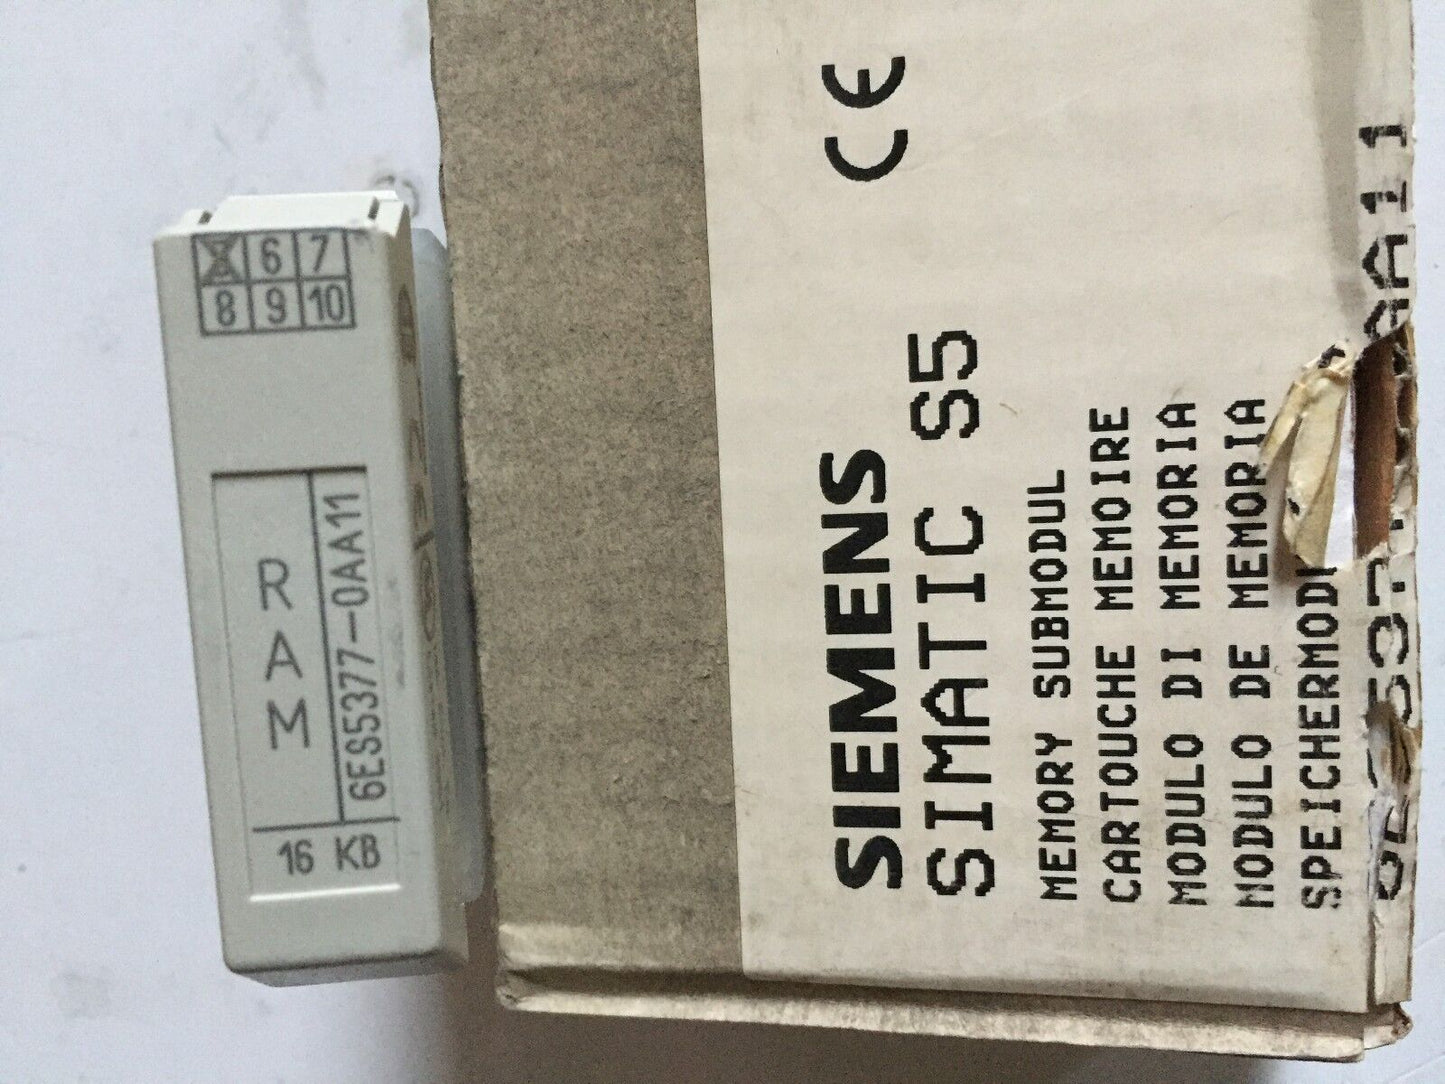 RAM
16 KB
6ES5377-0AA11
6 7
8 9 10
SIEMENS CE
SIMATIC S5
MEMORY SUBMODUL
CARTOUCHE MEMOIRE
MODULO DI MEMORIA
MODULO DE MEMORIA